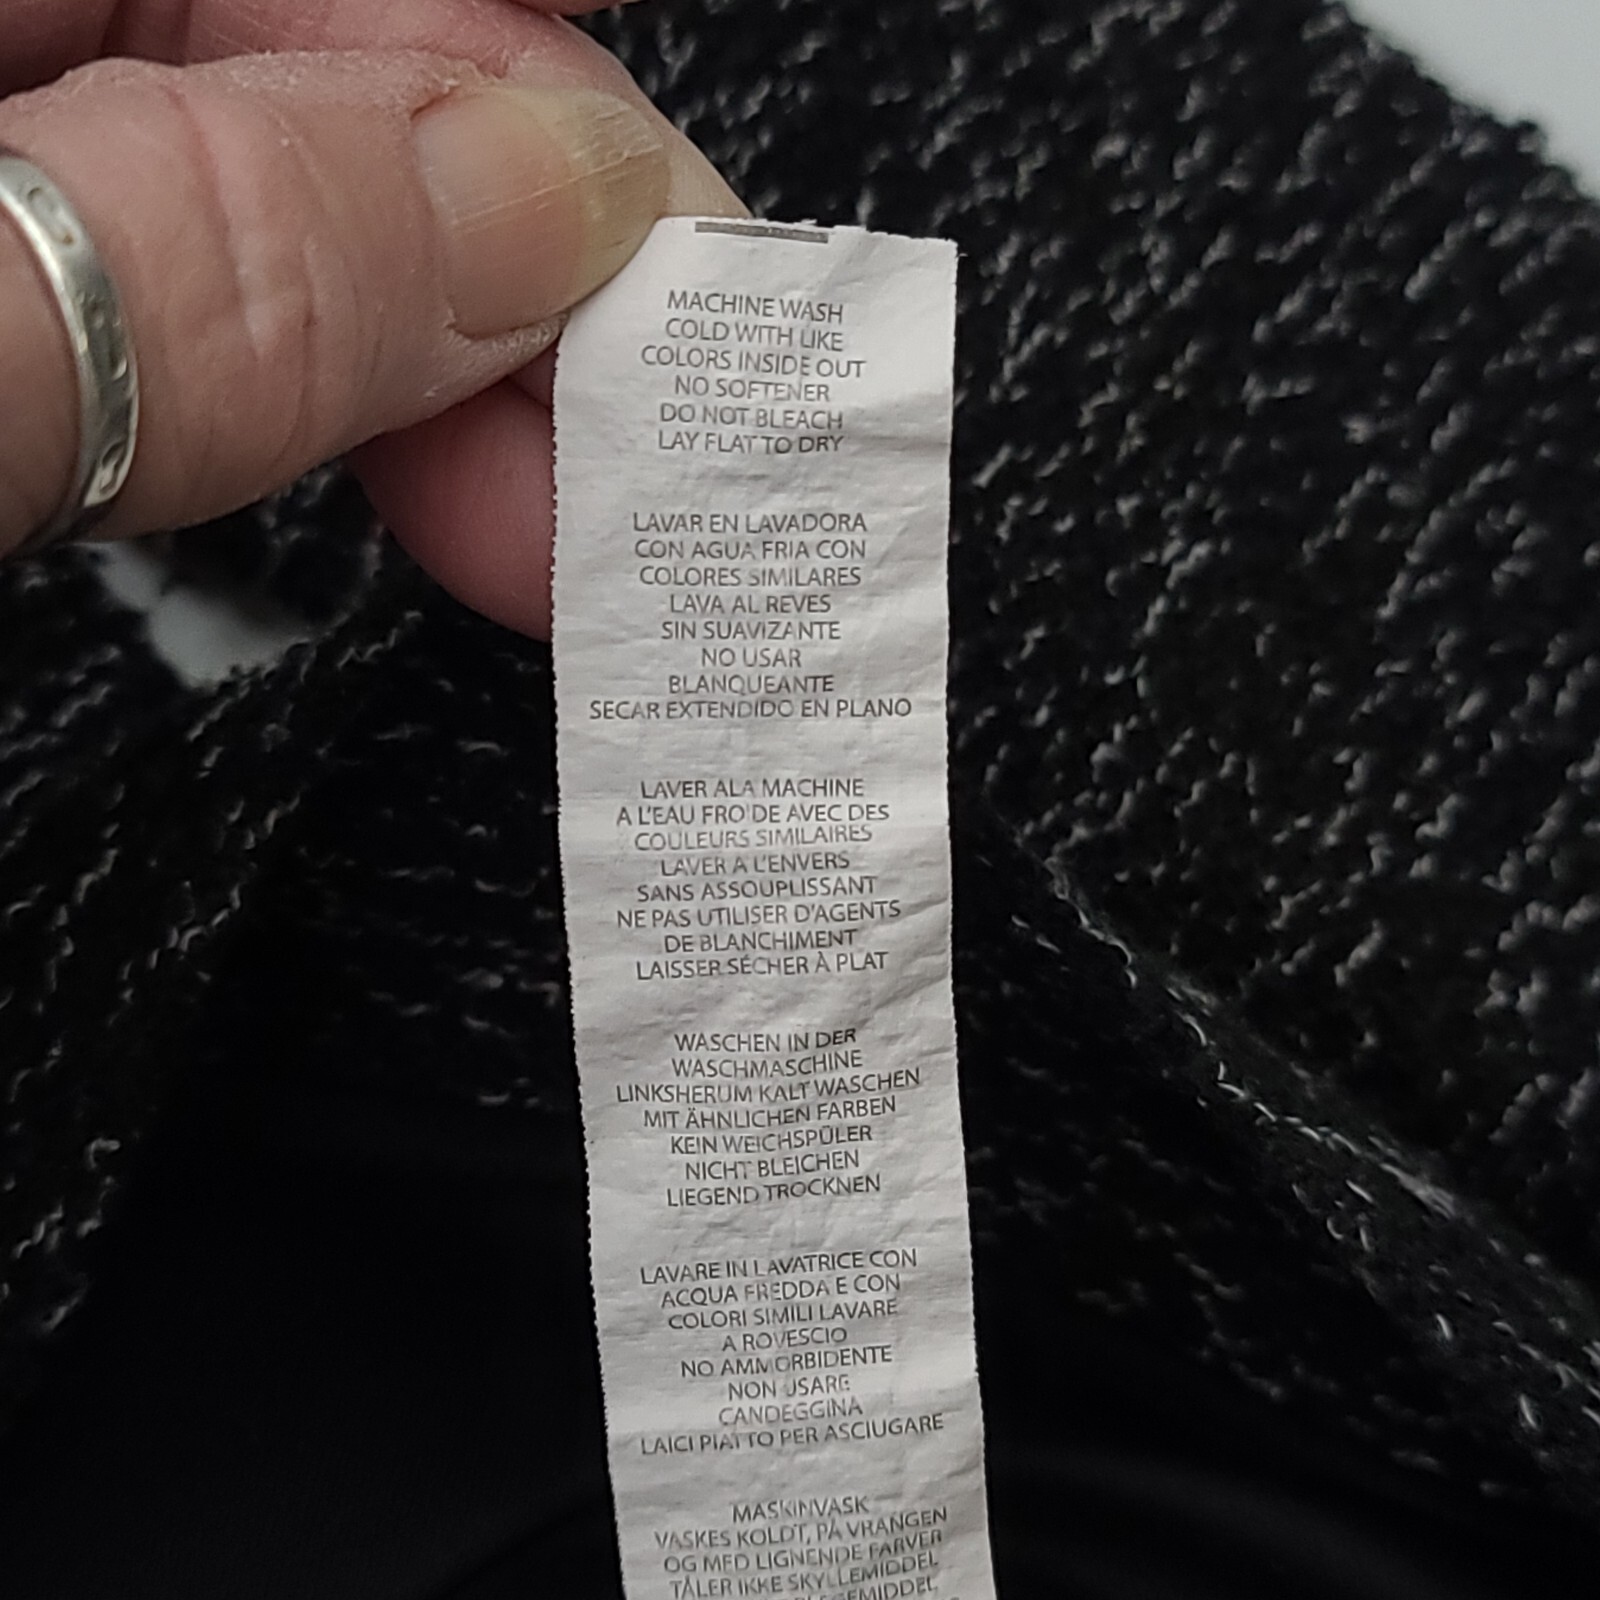 MACHINE WASH
COLD WITH LIKE
COLORS INSIDE OUT
NO SOFTENER
DO NOT BLEACH
LAY FLAT TO DRY
LAVAR EN LAVADORA
CON AGUA FRIA CON
COLORES SIMILARES
LAVA AL REVES
SIN SUAVIZANTE
NO USAR
BLANQUEANTE
SECAR EXTENDIDO EN PLANO
LAVER ALA MACHINE
A L'EAU FROIDE AVEC DES
COULEURS SIMILAIRES
LAVER A L'ENVERS
SANS ASSOUPLISSANT
NE PAS UTILISER D'AGENTS
DE BLANCHIMENT
LAISSER SÉCHER À PLAT
WASCHEN IN DER
WASCHMASCHINE
LINKSHERUM KALT WASCHEN
MIT ÄHNLICHEN FARBEN
KEIN WEICHSPÜLER
NICHT BLEICHEN
LIEGEND TROCKNEN
LAVARE IN LAVATRICE CON
ACQUA FREDDA E CON
COLORI SIMILI LAVARE
A ROVESCIO
NO AMMORBIDENTE
NON USARE
CANDEGGINA
LAICI PIATTO PER ASCIUGARE
MASKINVASK
VASKES KOLDT, PÅ VRANGEN
OG MED LIGNENDE FARVER
TÅLER IKKE SKYLLEMIDDEL